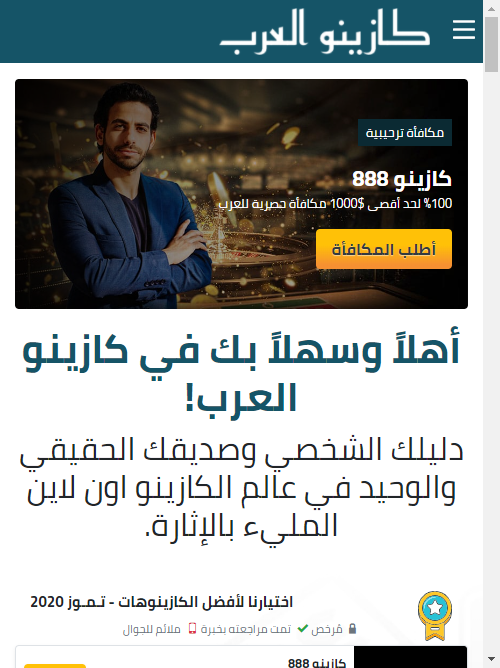 كازينو العرب
مكافأة ترحيبية
كازينو 888
100% لحد أقصى 1000$ مكافأة حصرية للعرب
أطلب المكافأة
أهلاً وسهلاً بك في كازينو
العرب!
دليلك الشخصي وصديقك الحقيقي
والوحيد في عالم الكازينو اون لاين
المليء بالإثارة.
اختيارنا لأفضل الكازينوهات - تـمـوز 2020
مُرخص تمت مراجعته بخبرة ملائم للجوال
كازينو 888